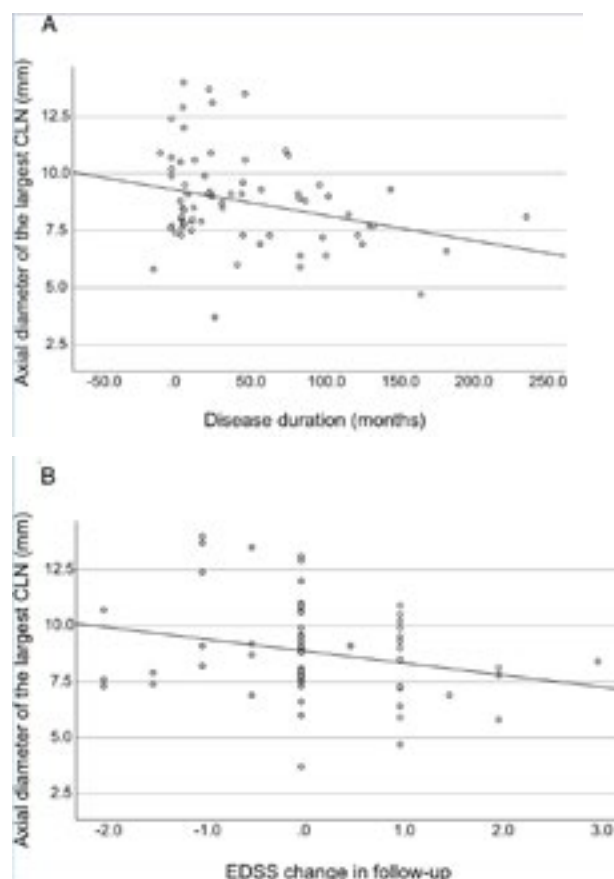 A
Axial diameter of the largest CLN (mm)
12.5
10.0
7.5
5.0
2.5
-50.0 .0 50.0 100.0 150.0 200.0 250.0
Disease duration (months)
B
Axial diameter of the largest CLN (mm)
12.5
10.0
7.5
5.0
2.5
-2.0 -1.0 .0 1.0 2.0 3.0
EDSS change in follow-up